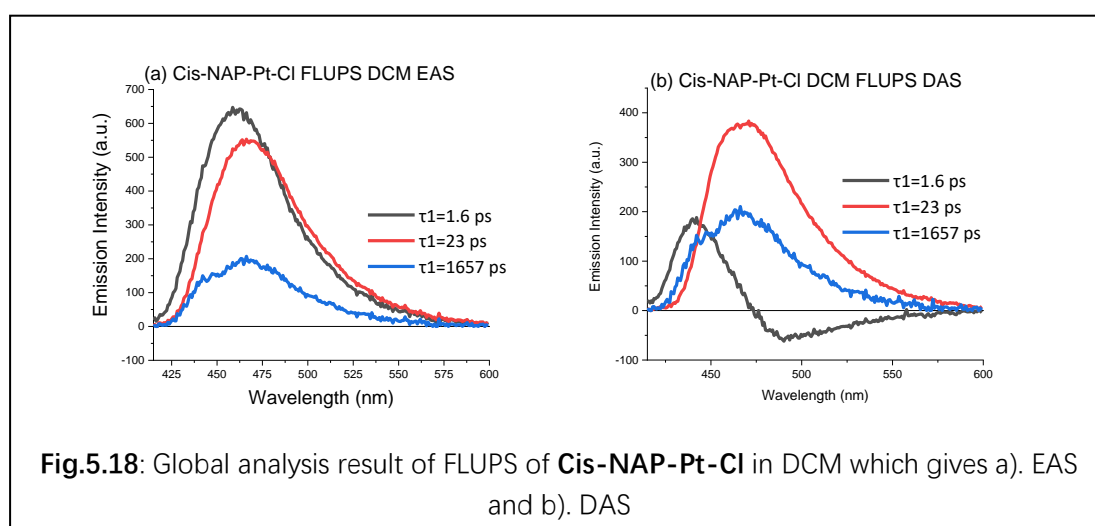 (a) Cis-NAP-Pt-Cl FLUPS DCM EAS
Emission Intensity (a.u.)
700
600
500
400
300
200
100
0
-100
τ1=1.6 ps
τ1=23 ps
τ1=1657 ps
425 450 475 500 525 550 575 600
Wavelength (nm)
(b) Cis-NAP-Pt-Cl DCM FLUPS DAS
Emission Intensity (a.u.)
400
300
200
100
0
-100
τ1=1.6 ps
τ1=23 ps
τ1=1657 ps
450 500 550 600
Wavelength (nm)
Fig.5.18: Global analysis result of FLUPS of Cis-NAP-Pt-Cl in DCM which gives a). EAS
and b). DAS